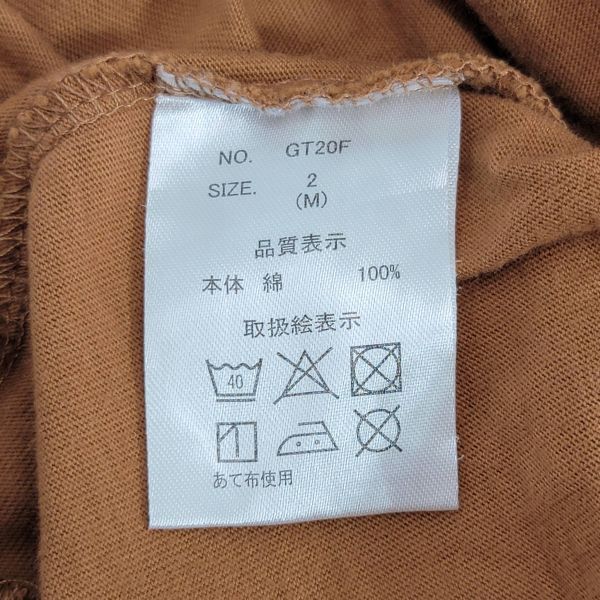 NO. GT20F
SIZE. 2
(M)
品質表示
本体 綿 100%
取扱絵表示
40
あて布使用